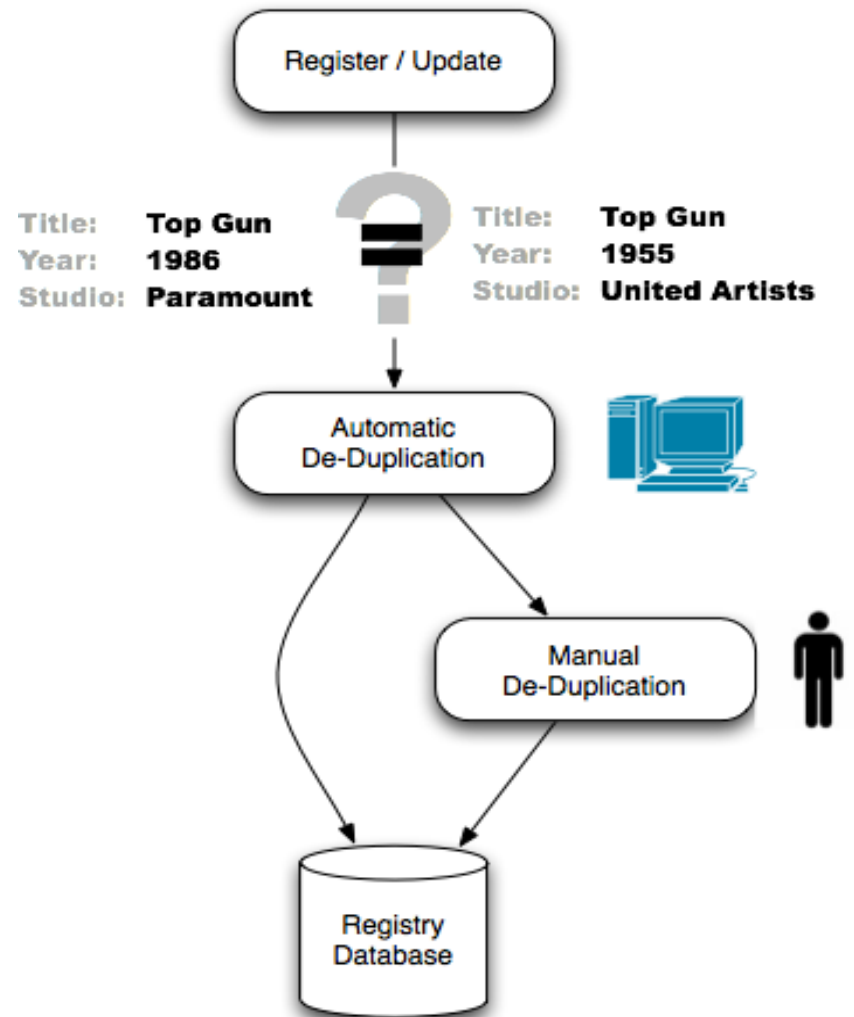 Register / Update
Title: Top Gun
Year: 1986
Studio: Paramount
?
=
Title: Top Gun
Year: 1955
Studio: United Artists
Automatic
De-Duplication
Manual
De-Duplication
Registry
Database